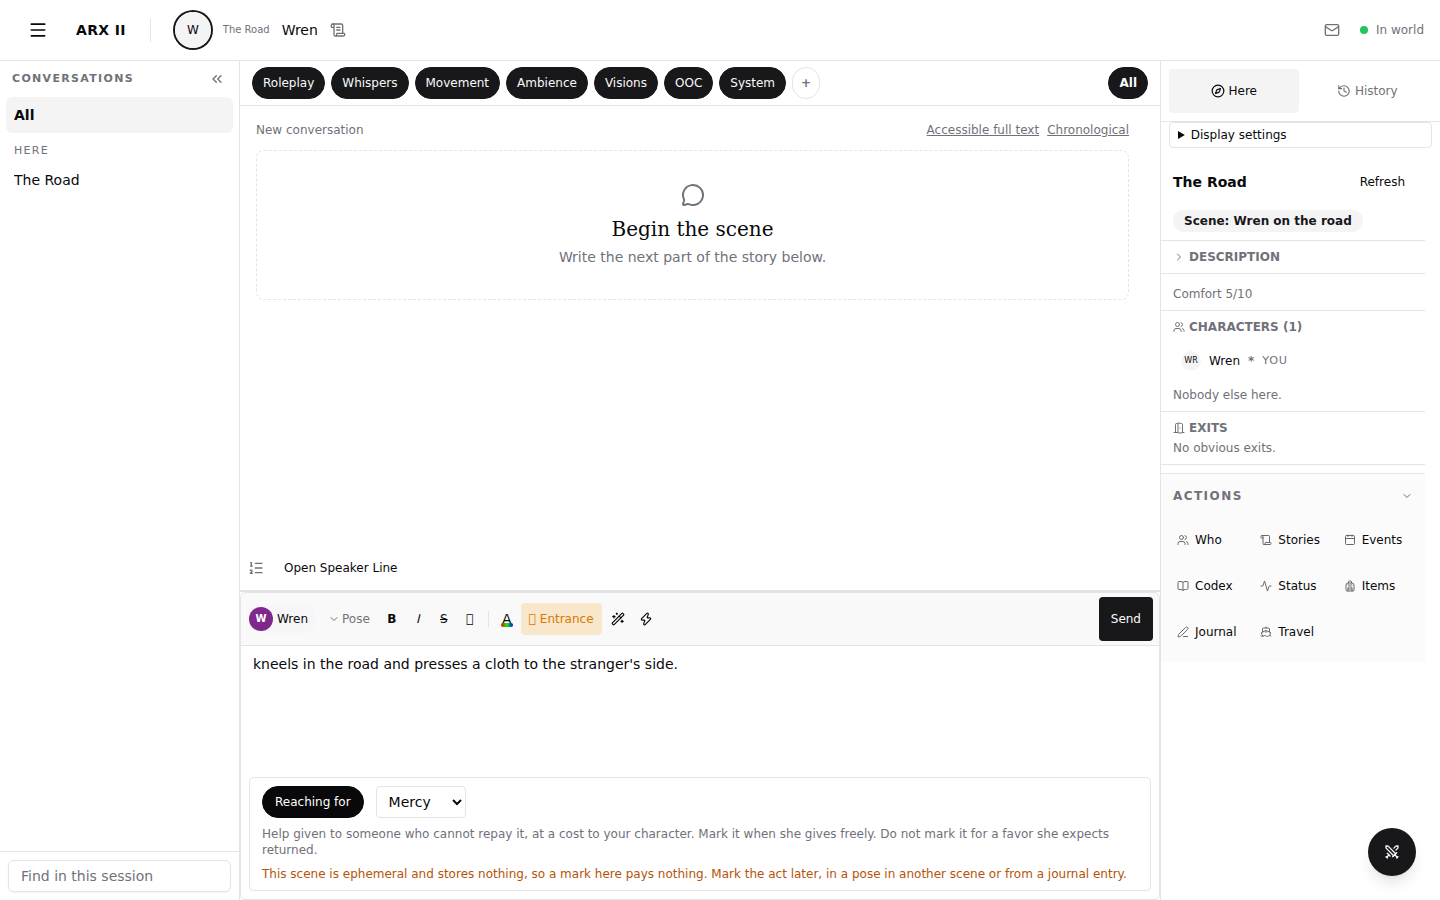 ARX II
W
The Road
Wren
In world
CONVERSATIONS
All
HERE
The Road
Find in this session
Roleplay
Whispers
Movement
Ambience
Visions
OOC
System
+
All
New conversation
Accessible full text
Chronological
Begin the scene
Write the next part of the story below.
Open Speaker Line
W
Wren
Pose
B
I
S
A
Entrance
Send
kneels in the road and presses a cloth to the stranger's side.
Reaching for
Mercy
Help given to someone who cannot repay it, at a cost to your character. Mark it when she gives freely. Do not mark it for a favor she expects
returned.
This scene is ephemeral and stores nothing, so a mark here pays nothing. Mark the act later, in a pose in another scene or from a journal entry.
Here
History
Display settings
The Road
Refresh
Scene: Wren on the road
DESCRIPTION
Comfort 5/10
CHARACTERS (1)
WR
Wren * YOU
Nobody else here.
EXITS
No obvious exits.
ACTIONS
Who
Stories
Events
Codex
Status
Items
Journal
Travel